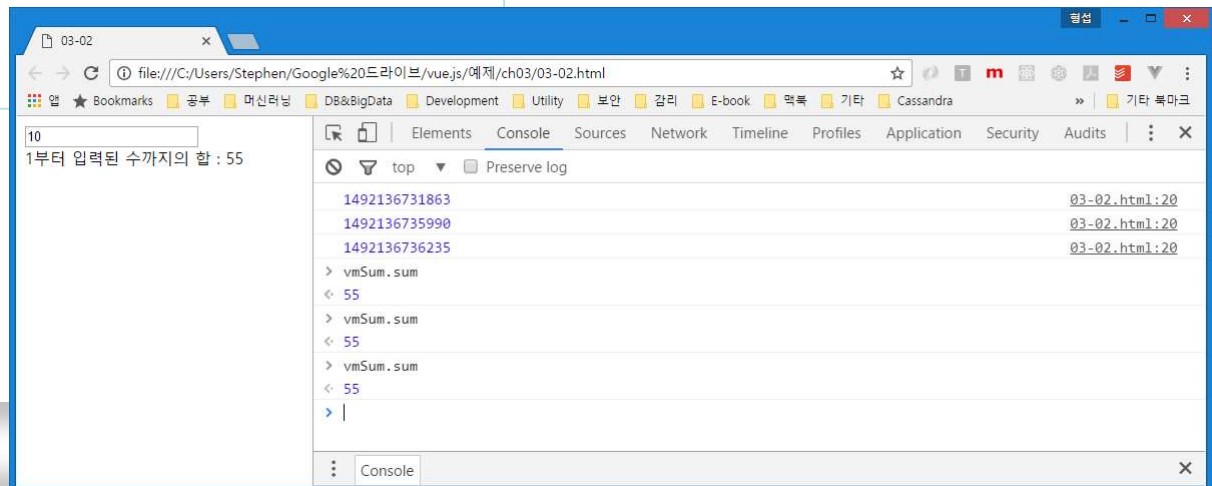 형섭
03-02
file:///C:/Users/Stephen/Google%20드라이브/vue.js/예제/ch03/03-02.html
앱 Bookmarks 공부 머신러닝 DB&BigData Development Utility 보안 감리 E-book 맥북 기타 Cassandra » 기타 북마크
10
1부터 입력된 수까지의 합 : 55
Elements Console Sources Network Timeline Profiles Application Security Audits
top Preserve log
1492136731863 03-02.html:20
1492136735990 03-02.html:20
1492136736235 03-02.html:20
> vmSum.sum
55
> vmSum.sum
55
> vmSum.sum
55
>
Console